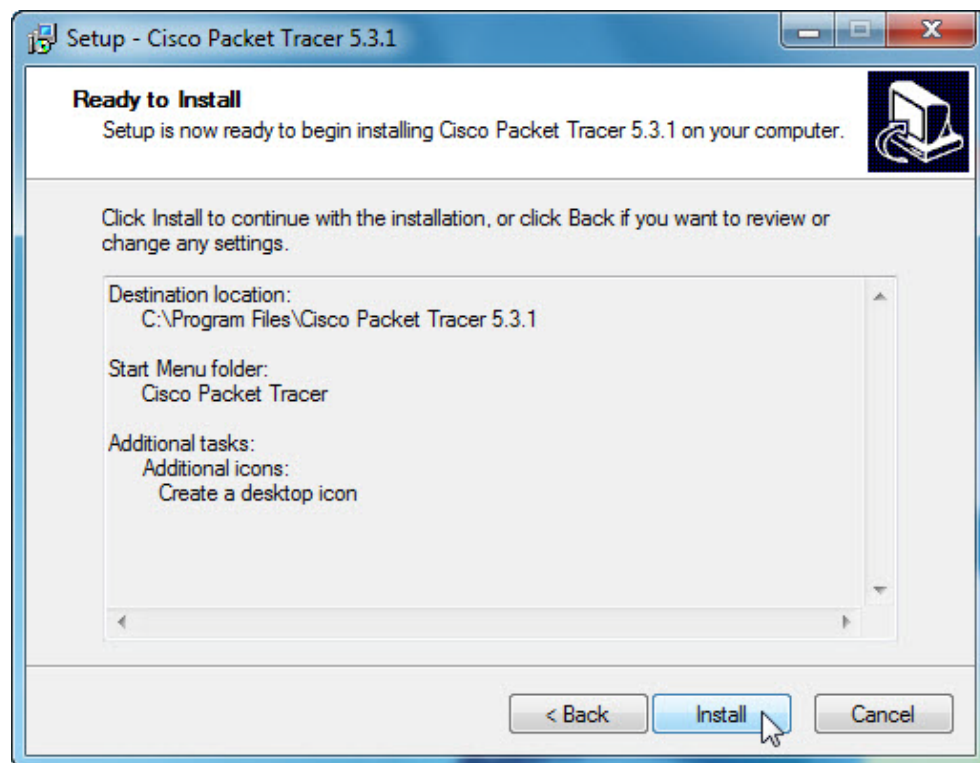 Setup - Cisco Packet Tracer 5.3.1
Ready to Install
Setup is now ready to begin installing Cisco Packet Tracer 5.3.1 on your computer.
Click Install to continue with the installation, or click Back if you want to review or
change any settings.
Destination location:
C:\Program Files\Cisco Packet Tracer 5.3.1
Start Menu folder:
Cisco Packet Tracer
Additional tasks:
Additional icons:
Create a desktop icon
< Back
Install
Cancel